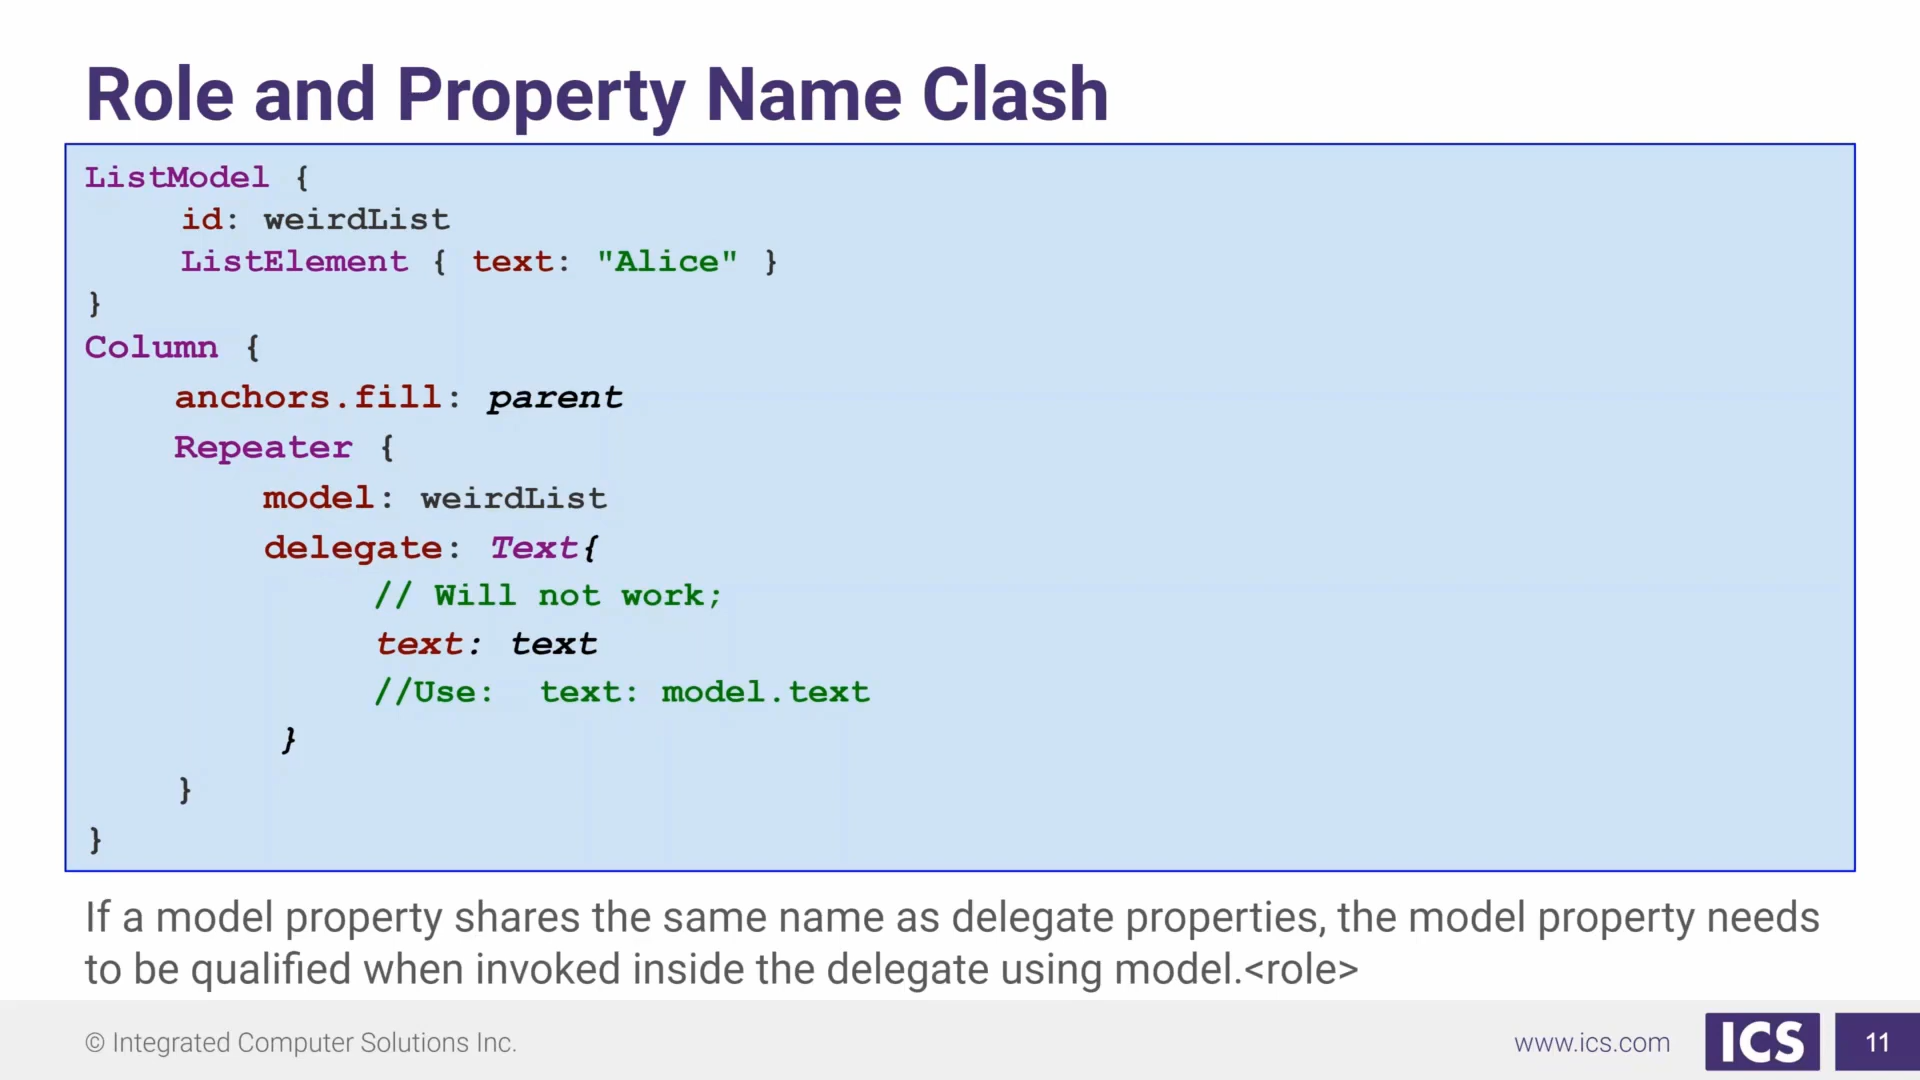 Role and Property Name Clash
ListModel {
id: weirdList
ListElement { text: "Alice" }
}
Column {
anchors.fill: parent
Repeater {
model: weirdList
delegate: Text{
// Will not work;
text: text
//Use:  text: model.text
}
}
}
If a model property shares the same name as delegate properties, the model property needs
to be qualified when invoked inside the delegate using model.<role>
© Integrated Computer Solutions Inc.
www.ics.com
ICS
11